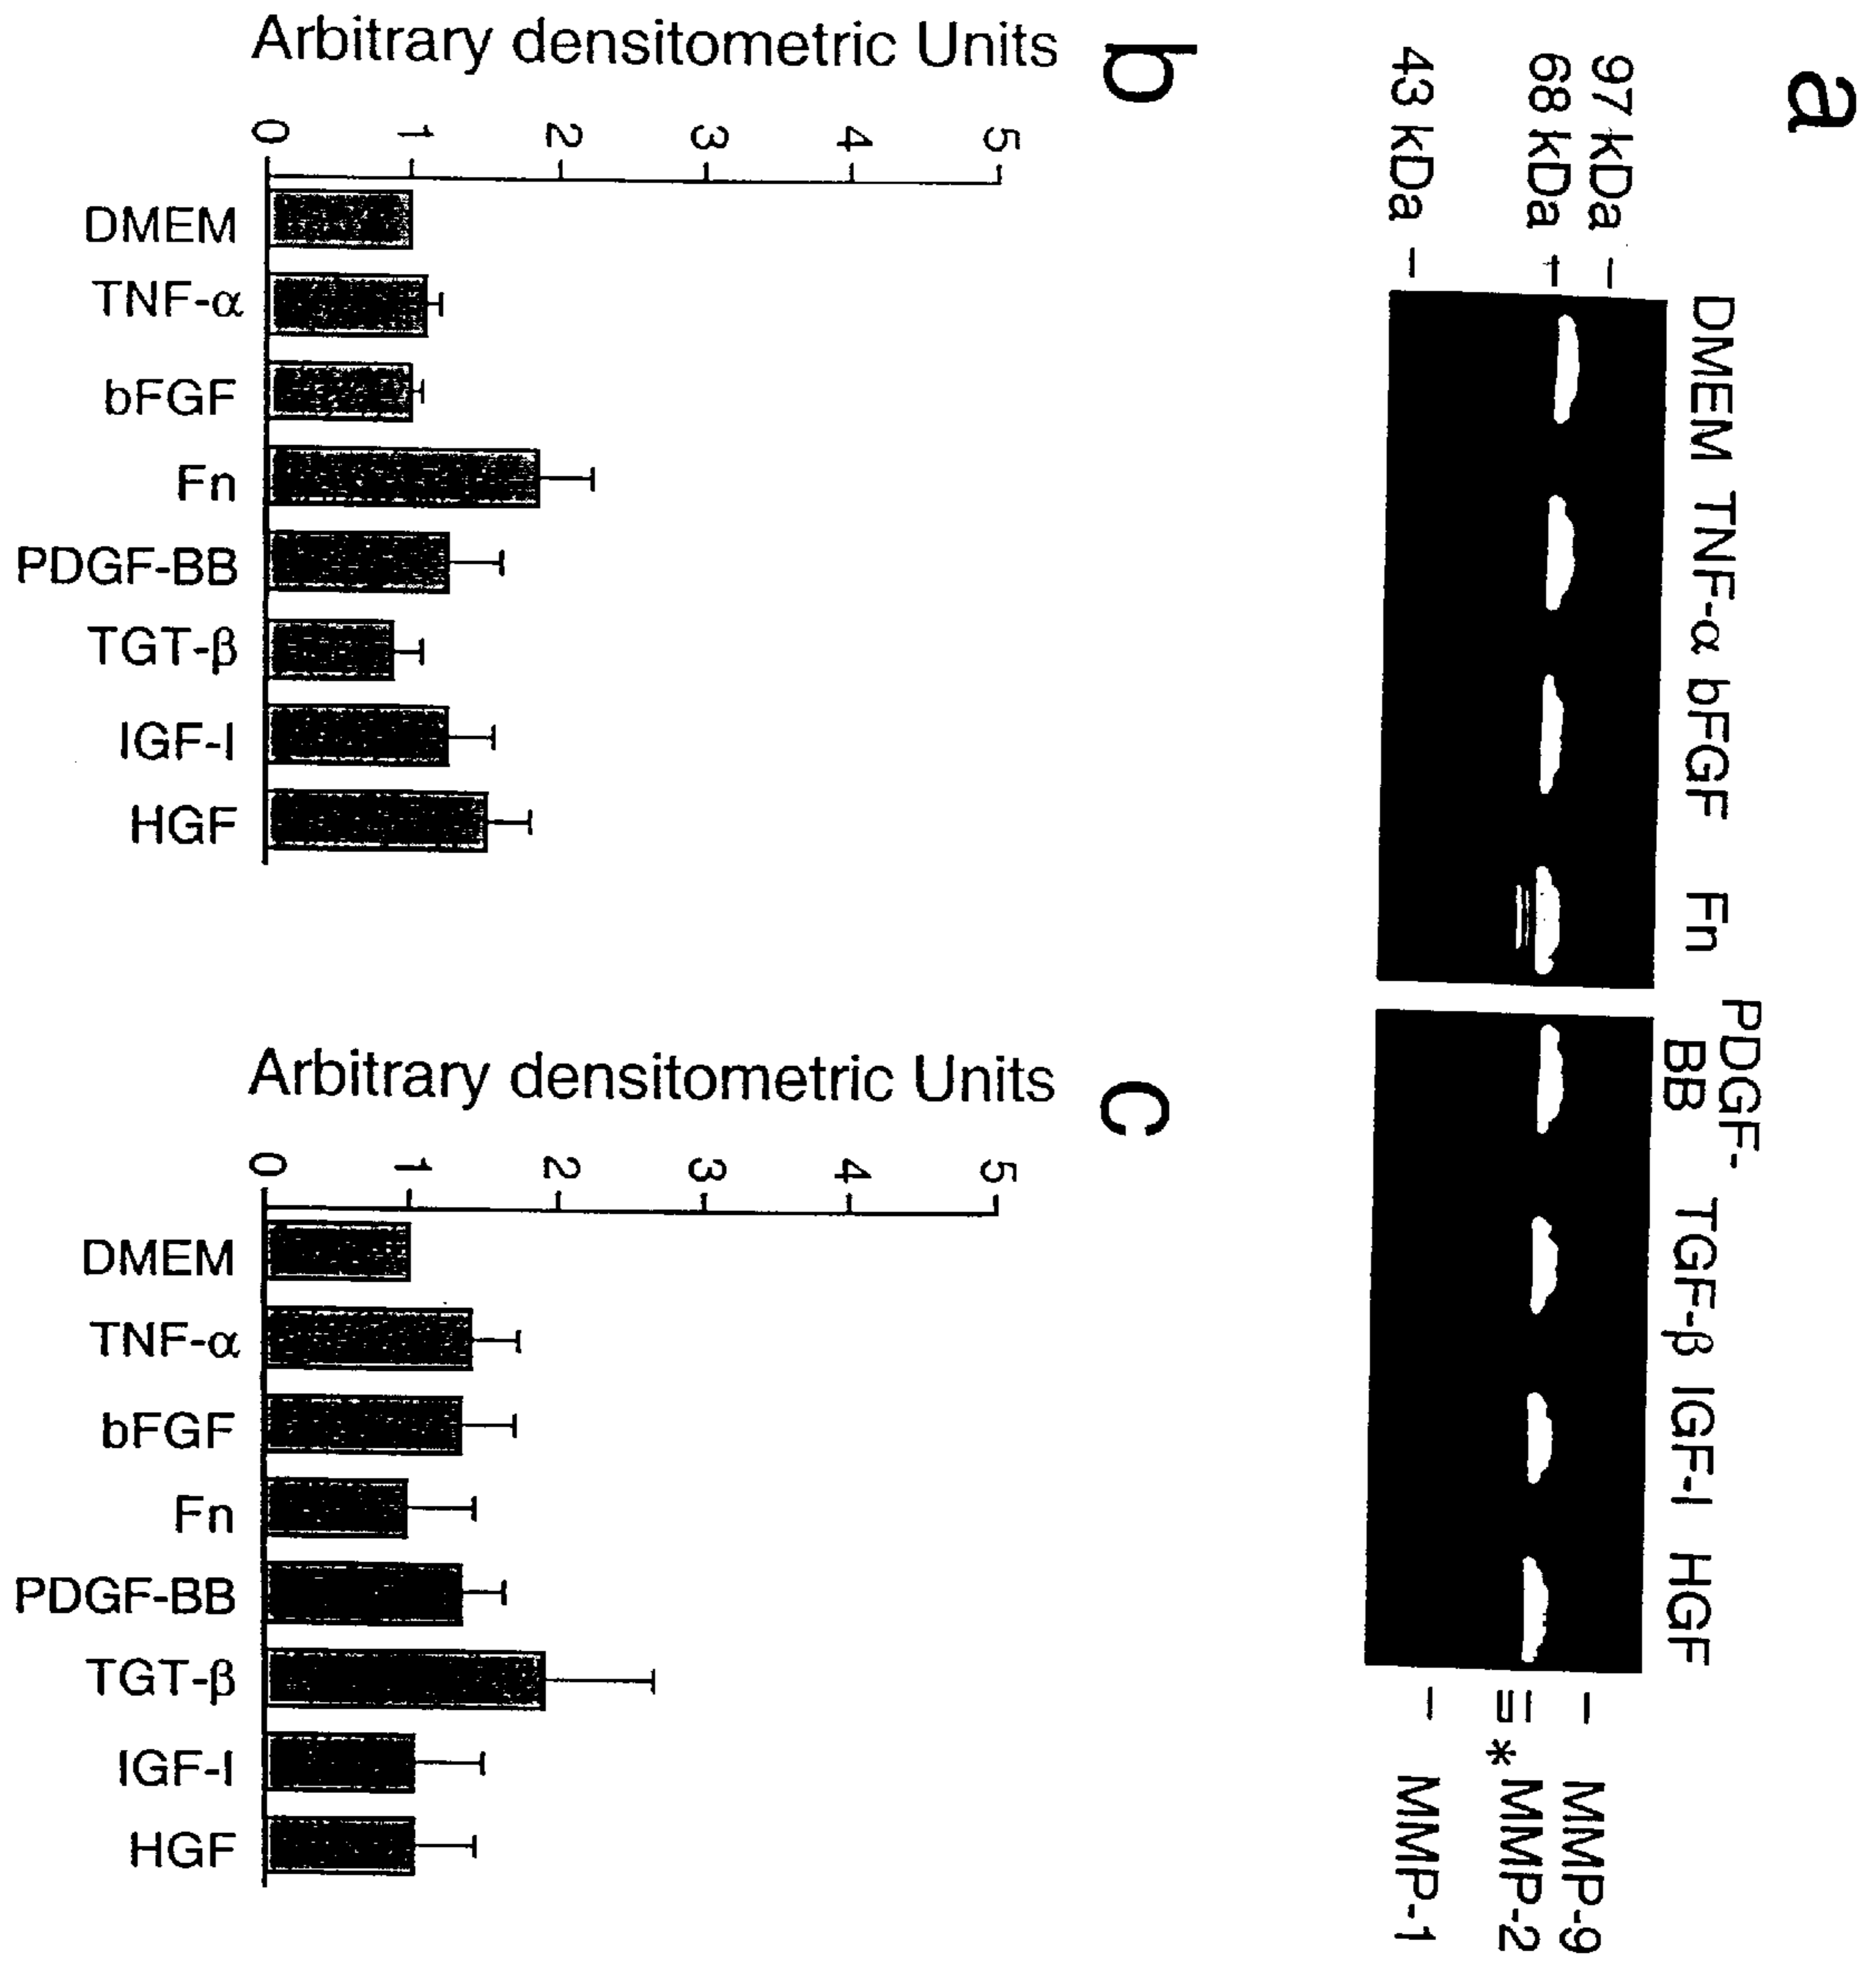 a
DMEM TNF-α bFGF Fn PDGF-
BB TGF-β IGF-I HGF
97 kDa – – MMP-9
68 kDa – = * MMP-2
43 kDa – – MMP-1
b
Arbitrary densitometric Units
5
4
3
2
1
0
DMEM
TNF-α
bFGF
Fn
PDGF-BB
TGT-β
IGF-I
HGF
c
Arbitrary densitometric Units
5
4
3
2
1
0
DMEM
TNF-α
bFGF
Fn
PDGF-BB
TGT-β
IGF-I
HGF